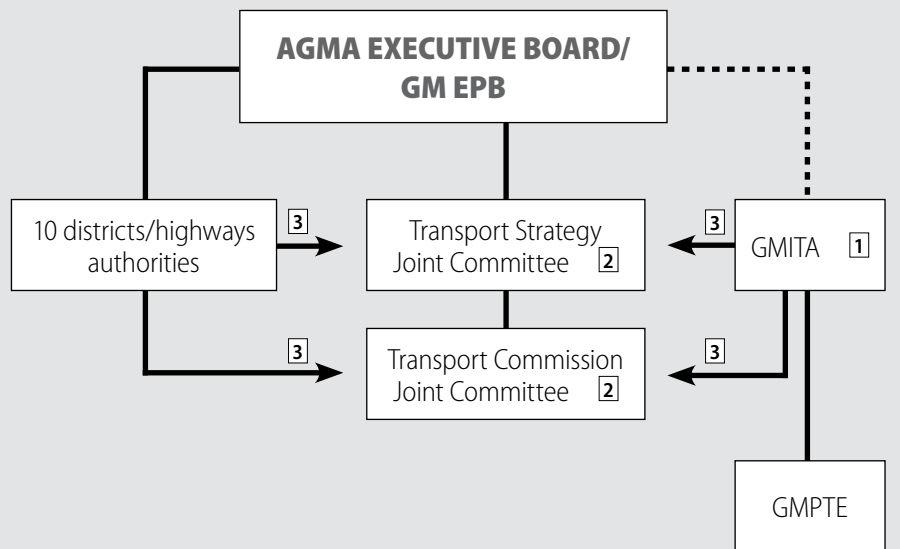 AGMA EXECUTIVE BOARD/
GM EPB
10 districts/highways
authorities
3
Transport Strategy
Joint Committee 2
3
GMITA 1
3
Transport Commission
Joint Committee 2
3
GMPTE